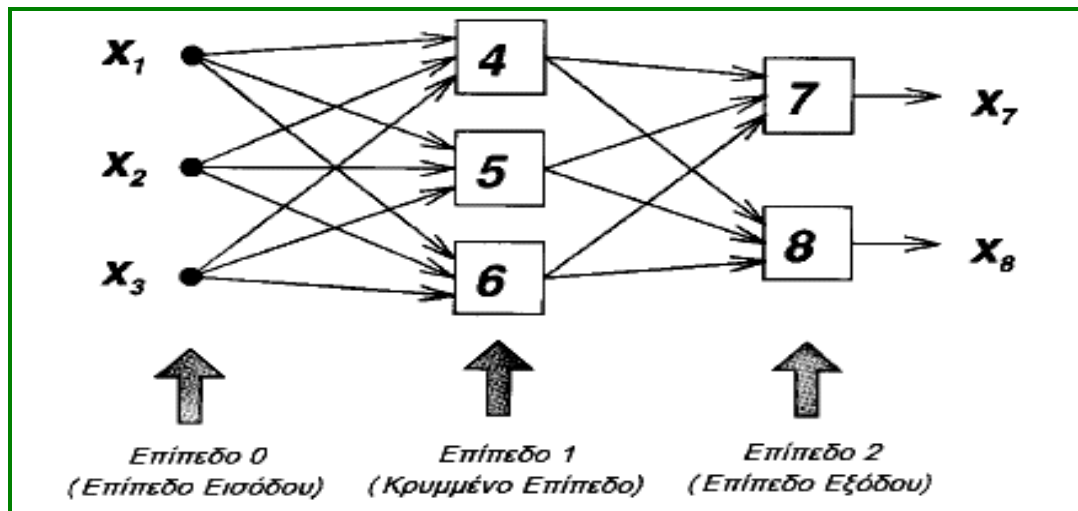 X1
X2
X3
4
5
6
7
8
X7
X8
Επίπεδο 0
(Επίπεδο Εισόδου)
Επίπεδο 1
(Κρυμμένο Επίπεδο)
Επίπεδο 2
(Επίπεδο Εξόδου)